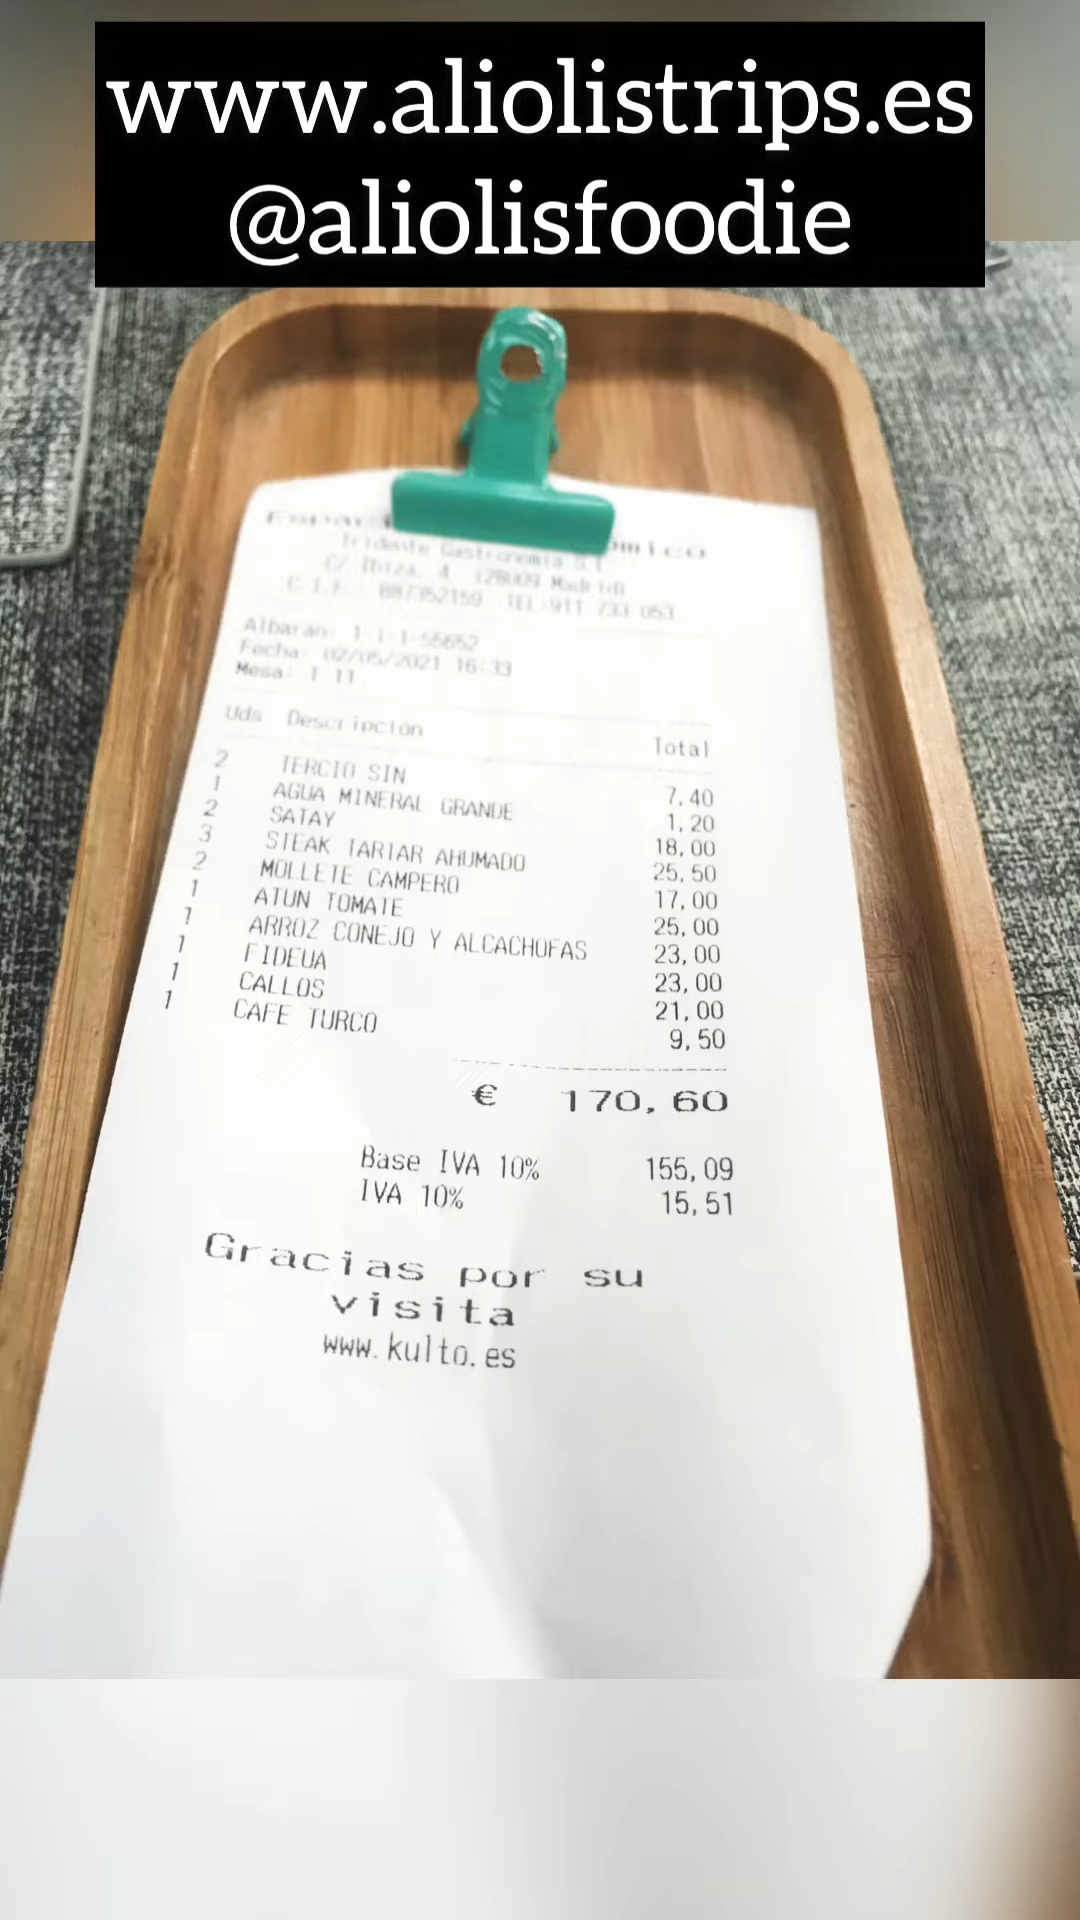 www.aliolistrips.es
@aliolisfoodie
Tridente Gastronomia S.L
C/ Ibiza, 4 (28009 Madrid)
C.I.F.: B87352159 TEL:911 733 053
Albaran: 1-1-1-55652
Fecha: 02/05/2021 16:33
Mesa: T 11
Uds Descripción Total
2 TERCIO SIN 7,40
1 AGUA MINERAL GRANDE 1,20
2 SATAY 18,00
3 STEAK TARTAR AHUMADO 25,50
2 MOLLETE CAMPERO 17,00
1 ATUN TOMATE 25,00
1 ARROZ CONEJO Y ALCACHOFAS 23,00
1 FIDEUA 23,00
1 CALLOS 21,00
1 CAFE TURCO 9,50
€ 170,60
Base IVA 10% 155,09
IVA 10% 15,51
Gracias por su
visita
www.kulto.es